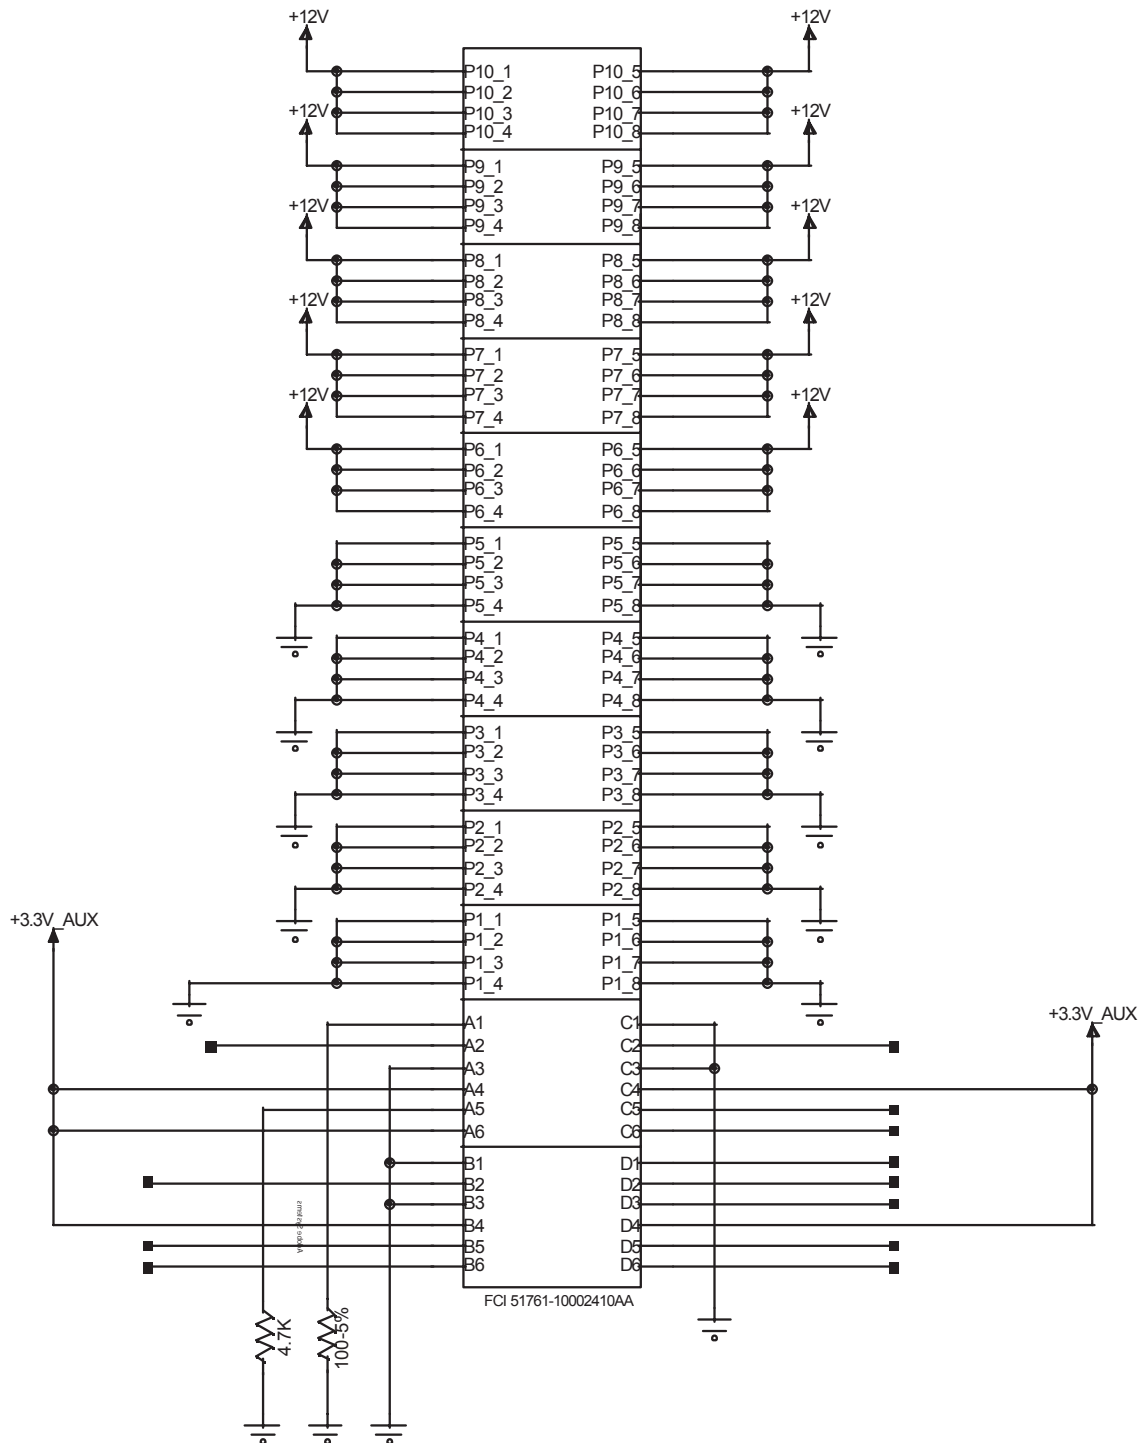 +12V +12V
P10_1 P10_5
P10_2 P10_6
P10_3 P10_7
P10_4 P10_8
+12V +12V
P9_1 P9_5
P9_2 P9_6
P9_3 P9_7
P9_4 P9_8
+12V +12V
P8_1 P8_5
P8_2 P8_6
P8_3 P8_7
P8_4 P8_8
+12V +12V
P7_1 P7_5
P7_2 P7_6
P7_3 P7_7
P7_4 P7_8
+12V +12V
P6_1 P6_5
P6_2 P6_6
P6_3 P6_7
P6_4 P6_8
P5_1 P5_5
P5_2 P5_6
P5_3 P5_7
P5_4 P5_8
P4_1 P4_5
P4_2 P4_6
P4_3 P4_7
P4_4 P4_8
P3_1 P3_5
P3_2 P3_6
P3_3 P3_7
P3_4 P3_8
P2_1 P2_5
P2_2 P2_6
P2_3 P2_7
P2_4 P2_8
+3.3V_AUX
P1_1 P1_5
P1_2 P1_6
P1_3 P1_7
P1_4 P1_8
+3.3V_AUX
A1 C1
A2 C2
A3 C3
A4 C4
A5 C5
A6 C6
B1 D1
B2 D2
B3 D3
B4 D4
B5 D5
B6 D6
Adobe Systems
FCI 51761-10002410AA
4.7K
100-5%